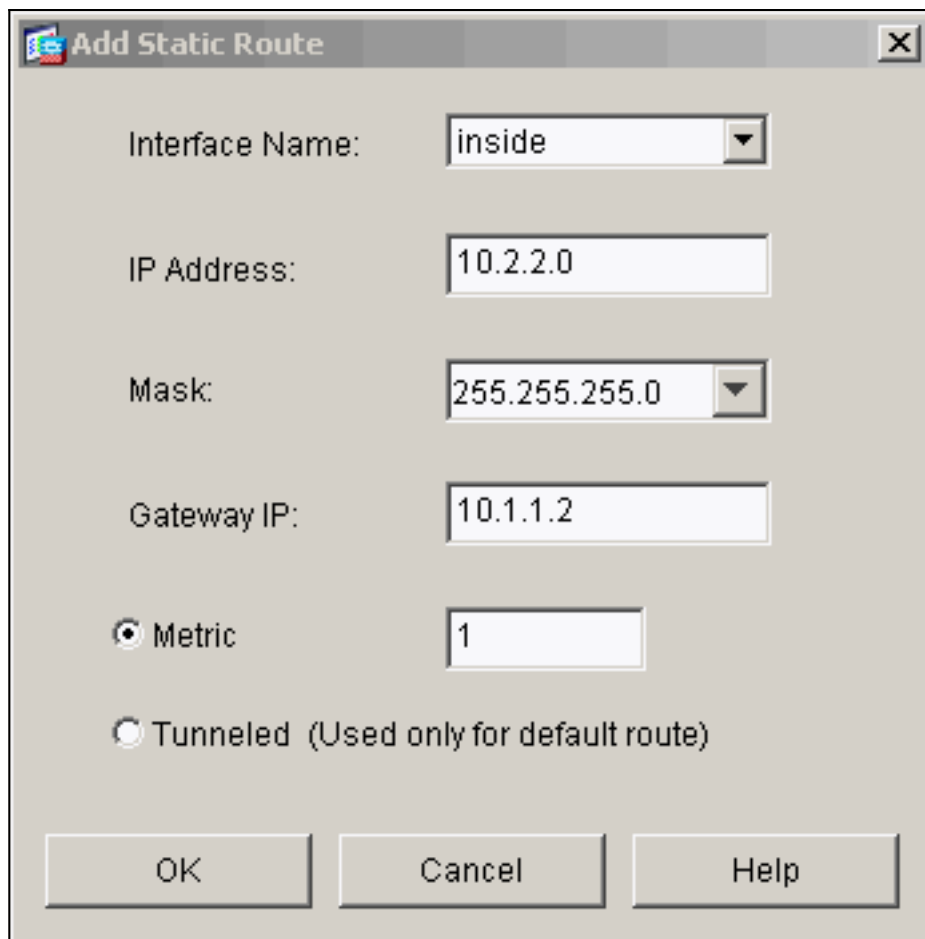 Add Static Route
Interface Name: inside
IP Address: 10.2.2.0
Mask: 255.255.255.0
Gateway IP: 10.1.1.2
Metric 1
Tunneled (Used only for default route)
OK Cancel Help